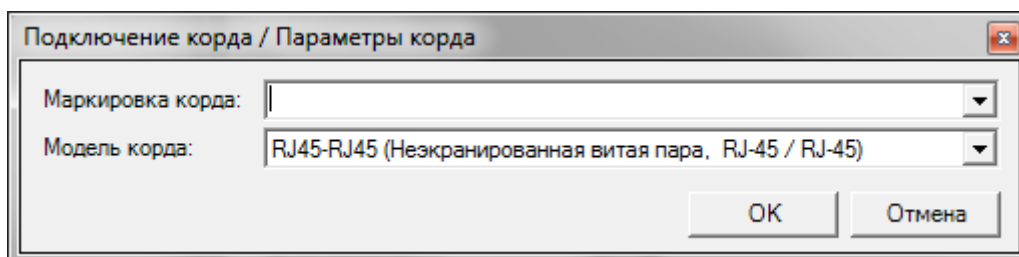 Подключение корда / Параметры корда
Маркировка корда:
Модель корда: RJ45-RJ45 (Неэкранированная витая пара, RJ-45 / RJ-45)
OK Отмена